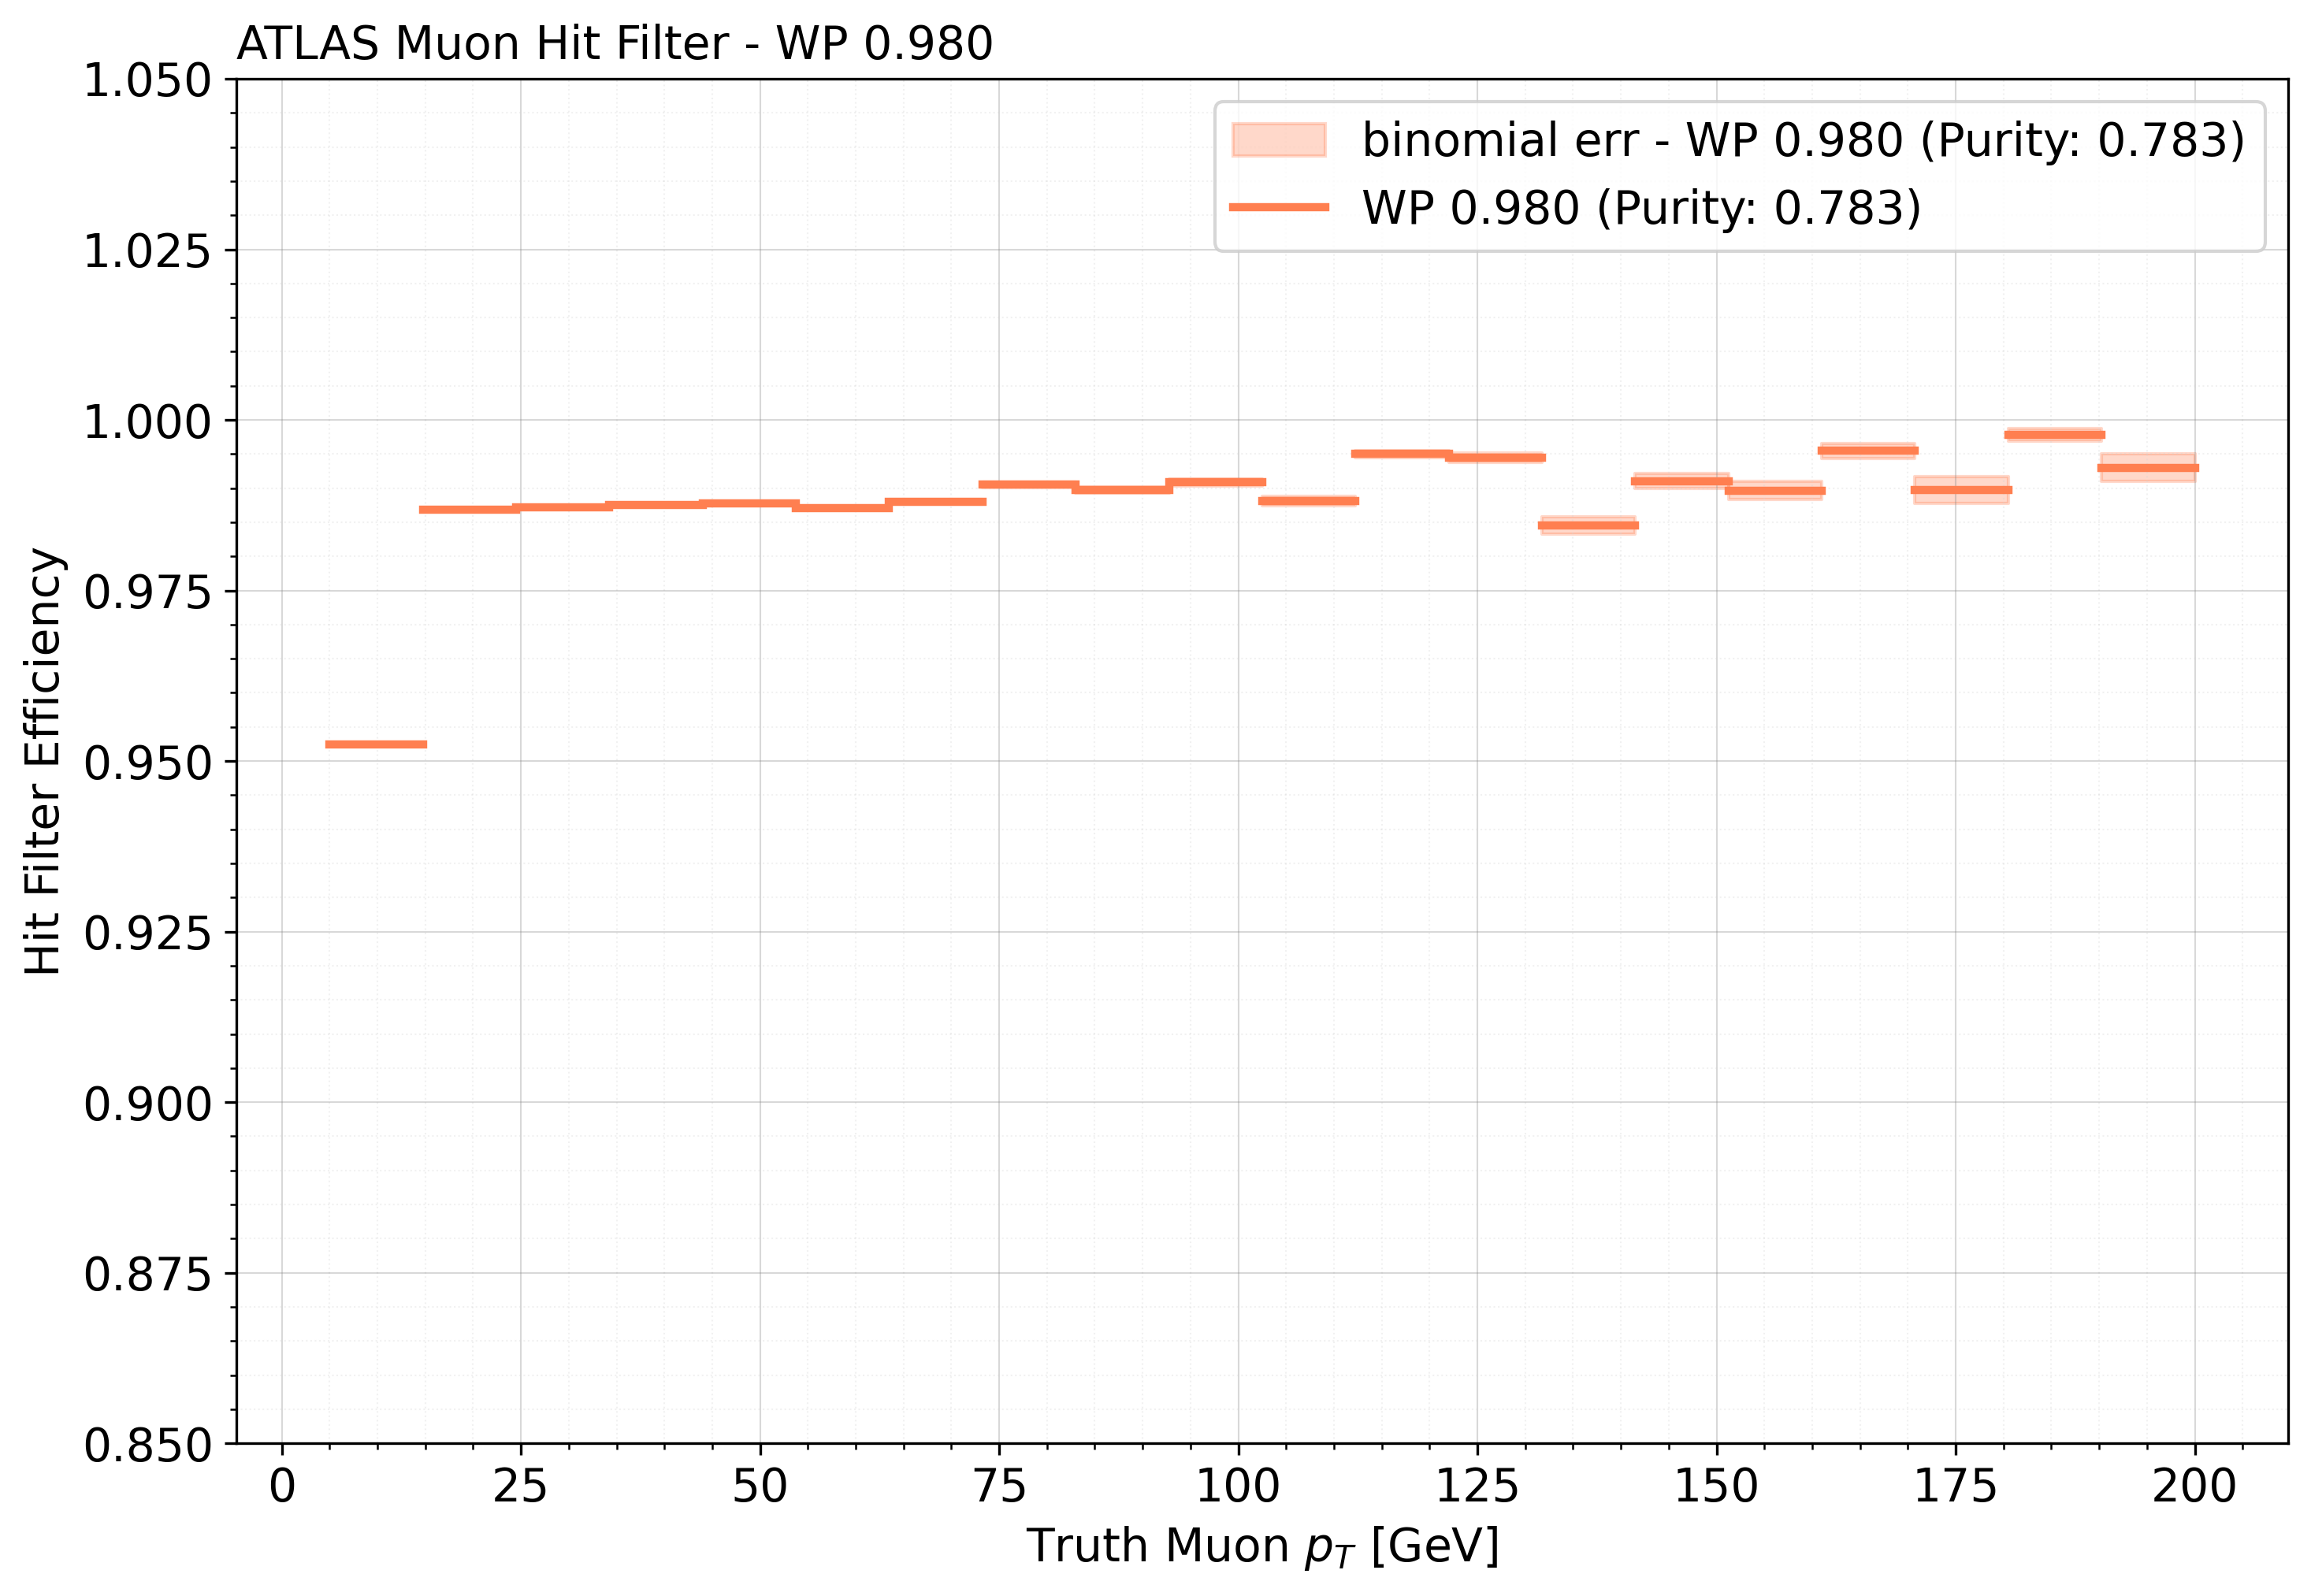 ATLAS Muon Hit Filter - WP 0.980
1.050
1.025
1.000
0.975
0.950
0.925
0.900
0.875
0.850
Hit Filter Efficiency
binomial err - WP 0.980 (Purity: 0.783)
WP 0.980 (Purity: 0.783)
0 25 50 75 100 125 150 175 200
Truth Muon p_T [GeV]